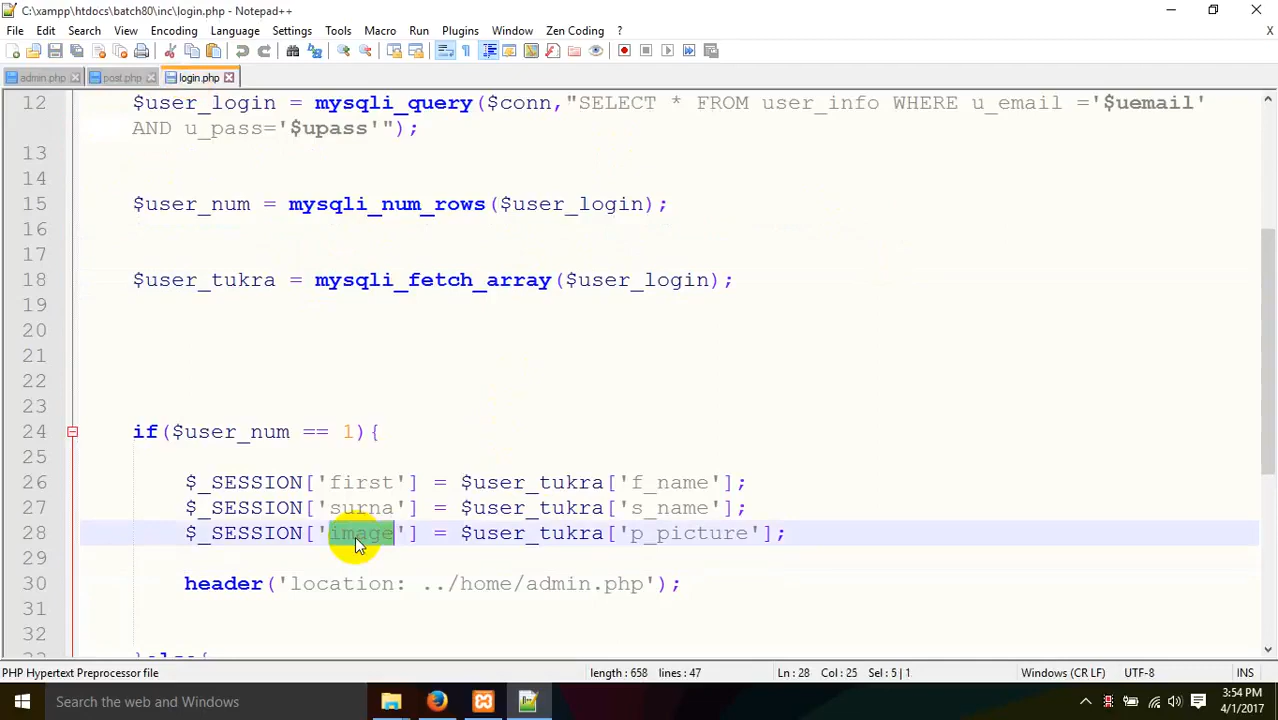 C:\xampp\htdocs\batch80\inc\login.php - Notepad++
File Edit Search View Encoding Language Settings Tools Macro Run Plugins Window Zen Coding ? X
admin.php post.php login.php
12 $user_login = mysqli_query($conn,"SELECT * FROM user_info WHERE u_email ='$uemail'
AND u_pass='$upass'");
13
14
15 $user_num = mysqli_num_rows($user_login);
16
17
18 $user_tukra = mysqli_fetch_array($user_login);
19
20
21
22
23
24 if($user_num == 1){
25
26 $_SESSION['first'] = $user_tukra['f_name'];
27 $_SESSION['surna'] = $user_tukra['s_name'];
28 $_SESSION['image'] = $user_tukra['p_picture'];
29
30 header('location: ../home/admin.php');
31
32
33 }else{
PHP Hypertext Preprocessor file length : 658 lines : 47 Ln : 28 Col : 25 Sel : 5 | 1 Windows (CR LF) UTF-8 INS
Search the web and Windows
3:54 PM
4/1/2017